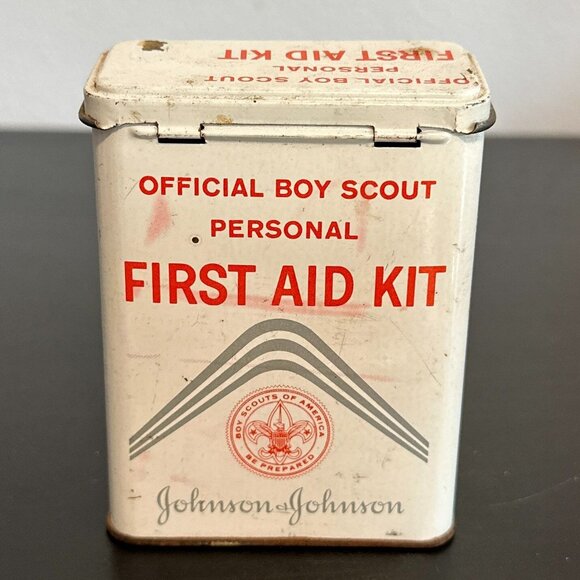 OFFICIAL BOY SCOUT
PERSONAL
FIRST AID KIT
OFFICIAL BOY SCOUT
PERSONAL
FIRST AID KIT
BOY SCOUTS OF AMERICA
BE PREPARED
Johnson & Johnson